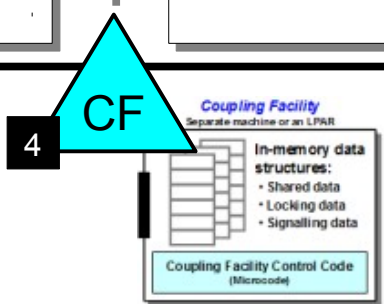 CF
4
Coupling Facility
Separate machine or an LPAR
In-memory data
structures:
• Shared data
• Locking data
• Signalling data
Coupling Facility Control Code
(Microcode)